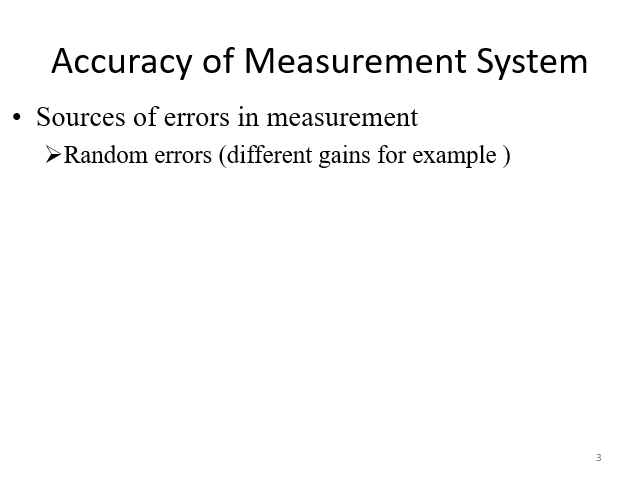 Accuracy of Measurement System
• Sources of errors in measurement
➢Random errors (different gains for example )
3